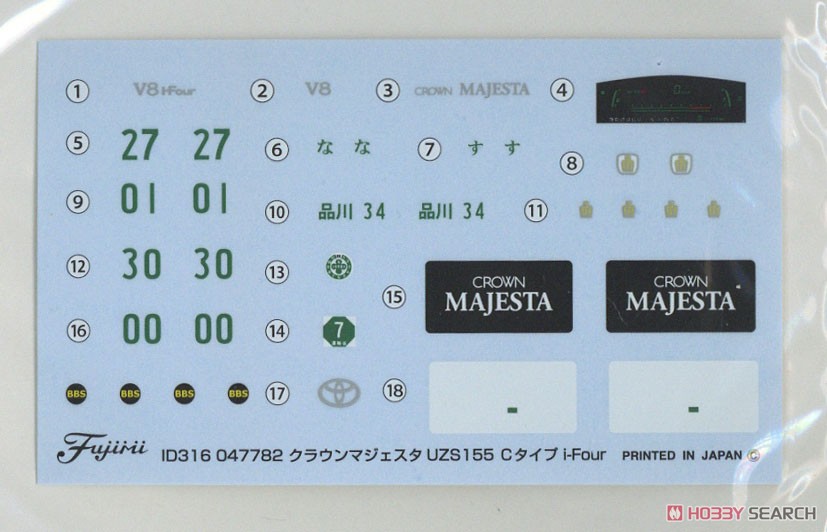 ① V8 i-Four ② V8 ③ CROWN MAJESTA ④
⑤ 27 27 ⑥ な な ⑦ す す ⑧
⑨ 01 01 ⑩ 品川 34 品川 34 ⑪
⑫ 30 30 ⑬
⑮ CROWN MAJESTA CROWN MAJESTA
⑯ 00 00 ⑭ 7
BBS BBS BBS BBS ⑰ ⑱
Fujimi ID316 047782 クラウンマジェスタ UZS155 Cタイプ i-Four PRINTED IN JAPAN Ⓒ
HOBBY SEARCH